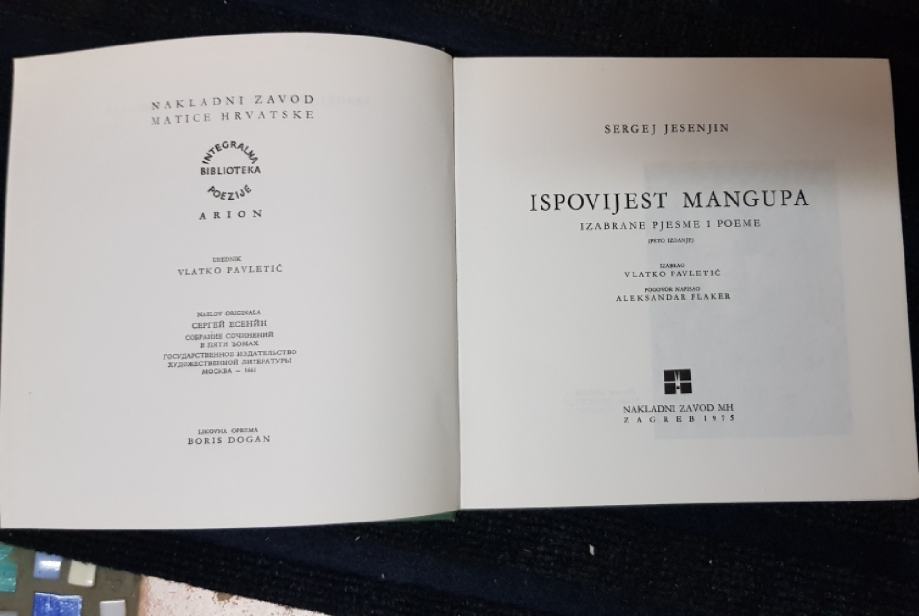 NAKLADNI ZAVOD
MATICE HRVATSKE
INTEGRALNA
BIBLIOTEKA
POEZIJE
ARION
UREDNIK
VLATKO PAVLETIĆ
NASLOV ORIGINALA
СЕРГЕЙ ЕСЕНИН
СОБРАНИЕ СОЧИНЕНИЙ
В ПЯТИ ТОМАХ
ГОСУДАРСТВЕННОЕ ИЗДАТЕЛЬСТВО
ХУДОЖЕСТВЕННОЙ ЛИТЕРАТУРЫ
МОСКВА –
LIKOVNA OPREMA
BORIS DOGAN
SERGEJ JESENJIN
ISPOVIJEST MANGUPA
IZABRANE PJESME I POEME
(PETO IZDANJE)
IZABRAO
VLATKO PAVLETIĆ
POGOVOR NAPISAO
ALEKSANDAR FLAKER
NAKLADNI ZAVOD MH
ZAGREB 1975